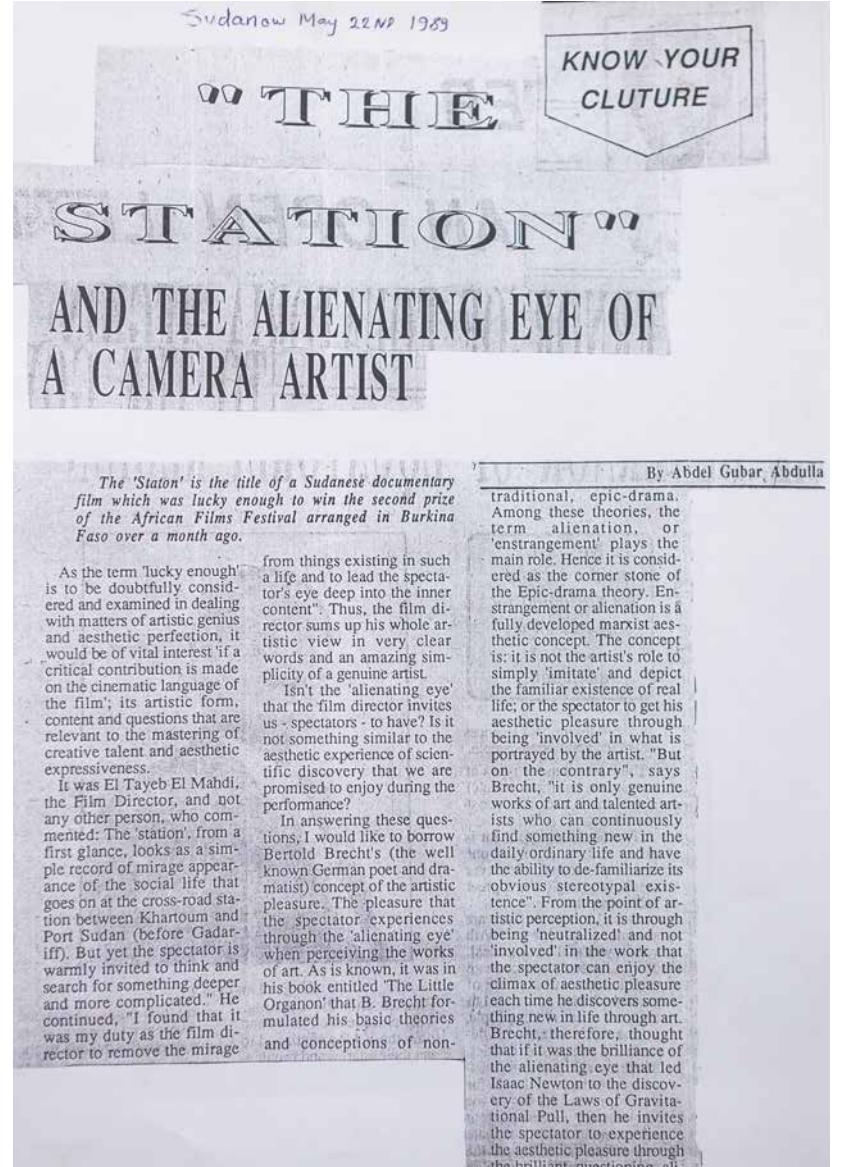 Sudanow May 22ND 1989
KNOW YOUR
CLUTURE
"THE
STATION"
AND THE ALIENATING EYE OF
A CAMERA ARTIST
By Abdel Gubar Abdulla
The 'Staton' is the title of a Sudanese documentary
film which was lucky enough to win the second prize
of the African Films Festival arranged in Burkina
Faso over a month ago.
As the term 'lucky enough'
is to be doubtfully consid-
ered and examined in dealing
with matters of artistic genius
and aesthetic perfection, it
would be of vital interest 'if a
critical contribution is made
on the cinematic language of
the film'; its artistic form,
content and questions that are
relevant to the mastering of
creative talent and aesthetic
expressiveness.
It was El Tayeb El Mahdi,
the Film Director, and not
any other person, who com-
mented: The 'station', from a
first glance, looks as a sim-
ple record of mirage appear-
ance of the social life that
goes on at the cross-road sta-
tion between Khartoum and
Port Sudan (before Gadar-
iff). But yet the spectator is
warmly invited to think and
search for something deeper
and more complicated." He
continued, "I found that it
was my duty as the film di-
rector to remove the mirage
from things existing in such
a life and to lead the specta-
tor's eye deep into the inner
content". Thus, the film di-
rector sums up his whole ar-
tistic view in very clear
words and an amazing sim-
plicity of a genuine artist.
Isn't the 'alienating eye'
that the film director invites
us - spectators - to have? Is it
not something similar to the
aesthetic experience of scien-
tific discovery that we are
promised to enjoy during the
performance?
In answering these ques-
tions, I would like to borrow
Bertold Brecht's (the well
known German poet and dra-
matist) concept of the artistic
pleasure. The pleasure that
the spectator experiences
through the 'alienating eye'
when perceiving the works
of art. As is known, it was in
his book entitled 'The Little
Organon' that B. Brecht for-
mulated his basic theories
and conceptions of non-
traditional, epic-drama.
Among these theories, the
term alienation, or
'enstrangement' plays the
main role. Hence it is consid-
ered as the corner stone of
the Epic-drama theory. En-
strangement or alienation is a
fully developed marxist aes-
thetic concept. The concept
is: it is not the artist's role to
simply 'imitate' and depict
the familiar existence of real
life; or the spectator to get his
aesthetic pleasure through
being 'involved' in what is
portrayed by the artist. "But
on the contrary", says
Brecht, "it is only genuine
works of art and talented art-
ists who can continuously
find something new in the
daily ordinary life and have
the ability to de-familiarize its
obvious stereotypal exis-
tence". From the point of ar-
tistic perception, it is through
being 'neutralized' and not
'involved' in the work that
the spectator can enjoy the
climax of aesthetic pleasure
each time he discovers some-
thing new in life through art.
Brecht, therefore, thought
that if it was the brilliance of
the alienating eye that led
Isaac Newton to the discov-
ery of the Laws of Gravita-
tional Pull, then he invites
the spectator to experience
the aesthetic pleasure through
the brilliant questioning